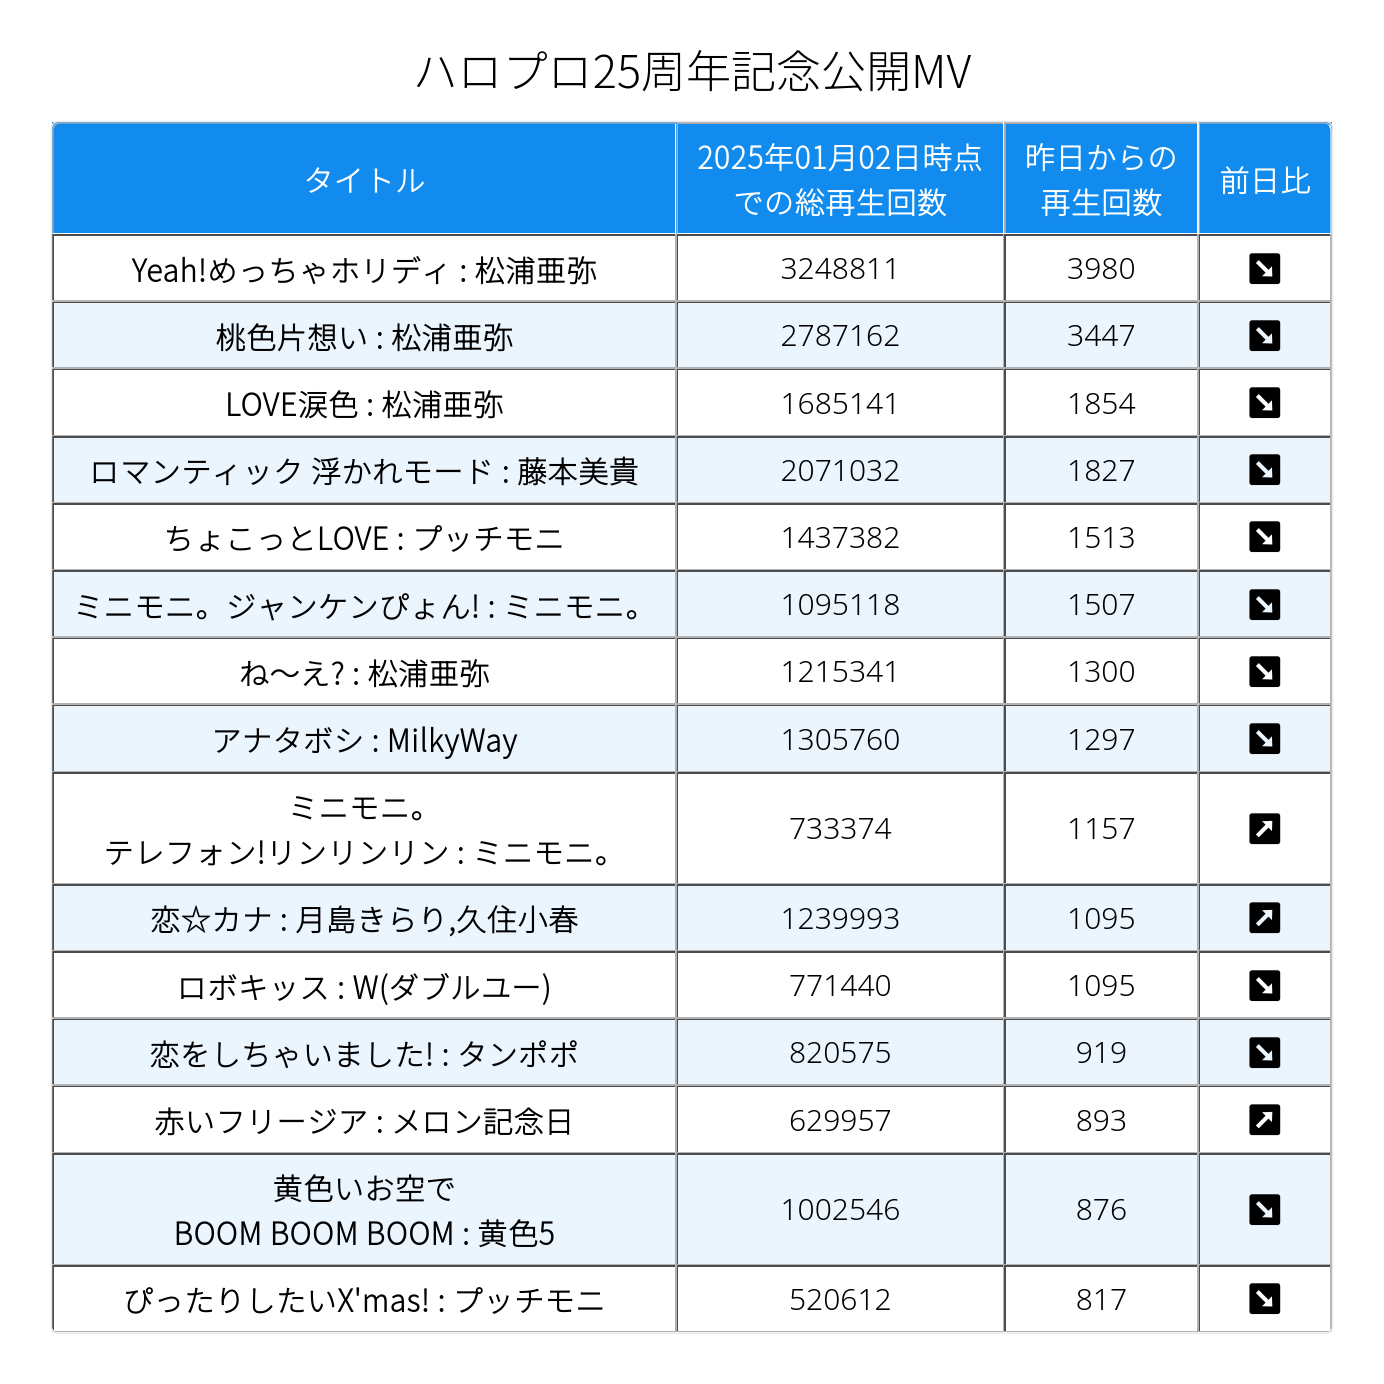 ハロプロ25周年記念公開MV
タイトル
2025年01月02日時点
での総再生回数
昨日からの
再生回数
前日比
Yeah!めっちゃホリディ : 松浦亜弥
3248811
3980
桃色片想い : 松浦亜弥
2787162
3447
LOVE涙色 : 松浦亜弥
1685141
1854
ロマンティック 浮かれモード : 藤本美貴
2071032
1827
ちょこっとLOVE : プッチモニ
1437382
1513
ミニモニ。ジャンケンぴょん! : ミニモニ。
1095118
1507
ね〜え? : 松浦亜弥
1215341
1300
アナタボシ : MilkyWay
1305760
1297
ミニモニ。
テレフォン!リンリンリン : ミニモニ。
733374
1157
恋☆カナ : 月島きらり,久住小春
1239993
1095
ロボキッス : W(ダブルユー)
771440
1095
恋をしちゃいました! : タンポポ
820575
919
赤いフリージア : メロン記念日
629957
893
黄色いお空で
BOOM BOOM BOOM : 黄色5
1002546
876
ぴったりしたいX'mas! : プッチモニ
520612
817